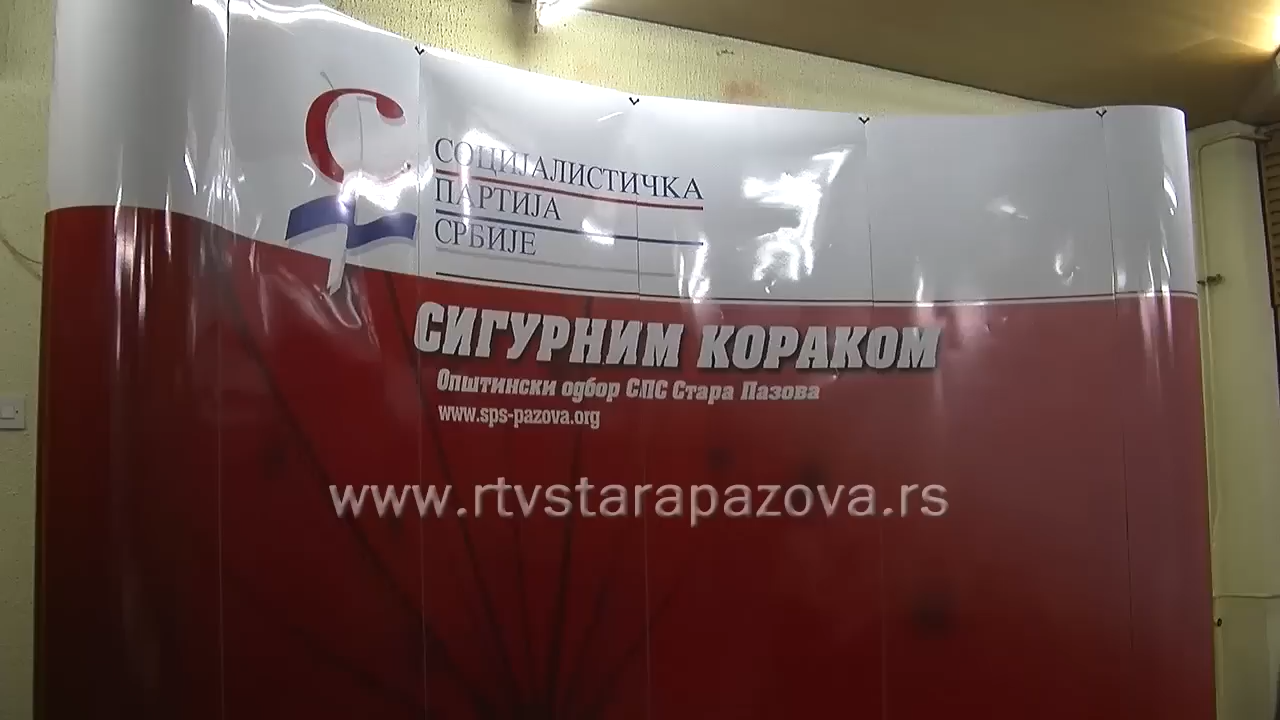 С
СОЦИЈАЛИСТИЧКА
ПАРТИЈА
СРБИЈЕ
СИГУРНИМ КОРАКОМ
Општински одбор СПС Стара Пазова
www.sps-pazova.org
www.rtvstarapazova.rs